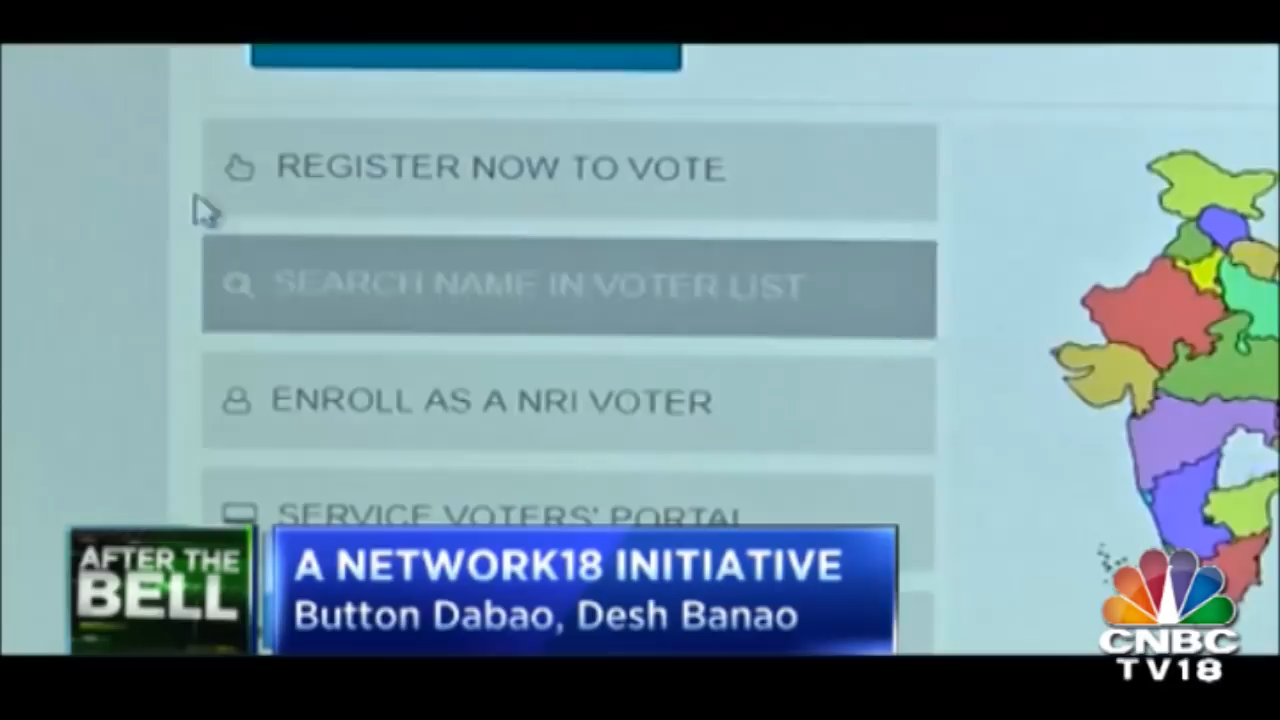 REGISTER NOW TO VOTE
SEARCH NAME IN VOTER LIST
ENROLL AS A NRI VOTER
SERVICE VOTERS' PORTAL
AFTER THE
BELL
A NETWORK18 INITIATIVE
Button Dabao, Desh Banao
CNBC
TV18